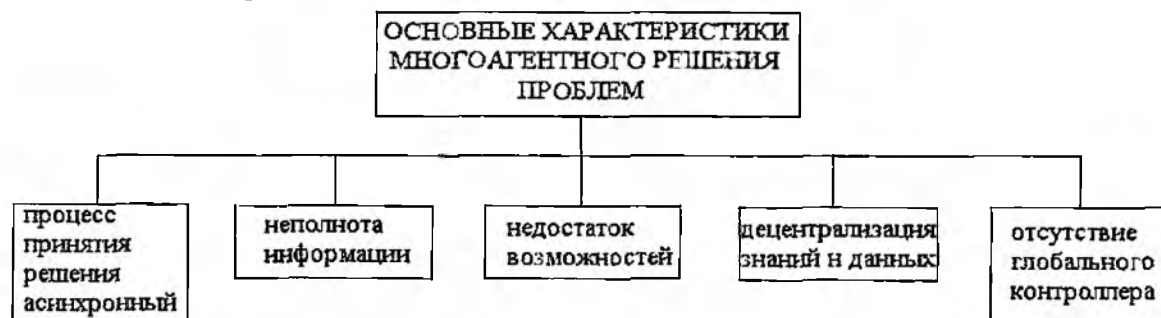 ОСНОВНЫЕ ХАРАКТЕРИСТИКИ
МНОГОАГЕНТНОГО РЕШЕНИЯ
ПРОБЛЕМ
процесс
принятия
решения
асинхронный
неполнота
информации
недостаток
возможностей
децентрализация
знаний и данных
отсутствие
глобального
контроллера